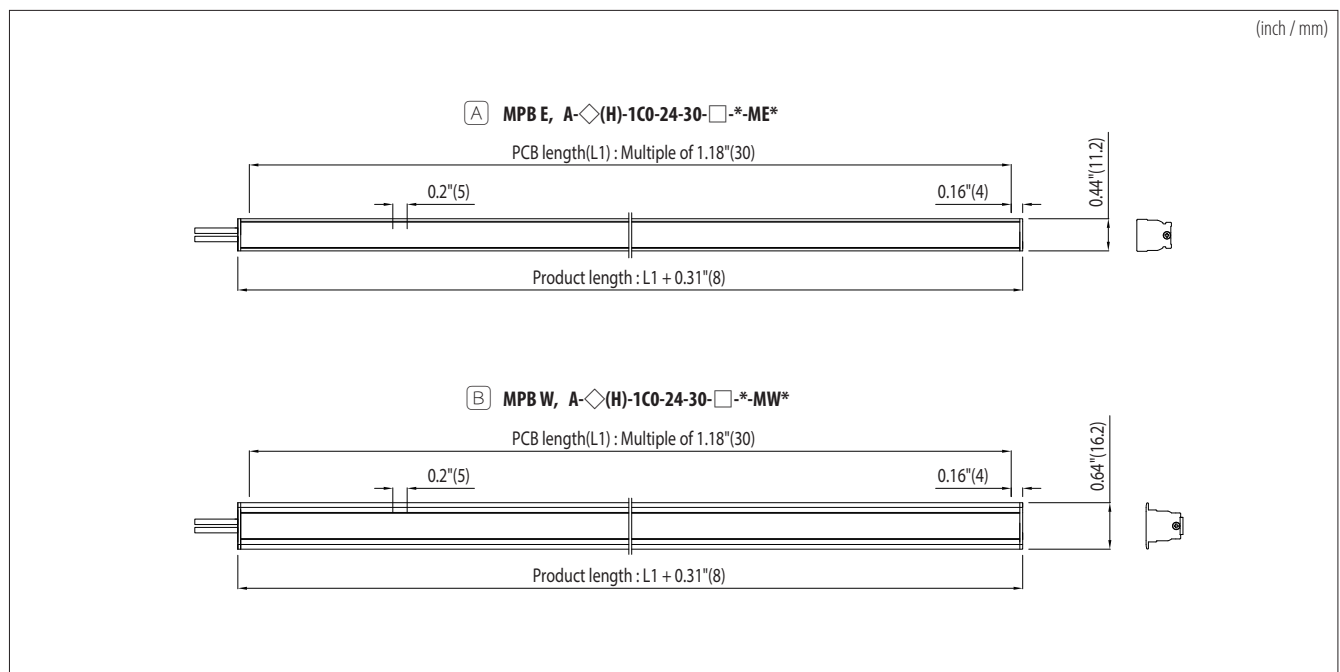 (inch / mm)
A MPB E, A-◇(H)-1C0-24-30-□-*-ME*
PCB length(L1) : Multiple of 1.18"(30)
0.2"(5)
0.16"(4)
0.44"(11.2)
Product length : L1 + 0.31"(8)
B MPB W, A-◇(H)-1C0-24-30-□-*-MW*
PCB length(L1) : Multiple of 1.18"(30)
0.2"(5)
0.16"(4)
0.64"(16.2)
Product length : L1 + 0.31"(8)